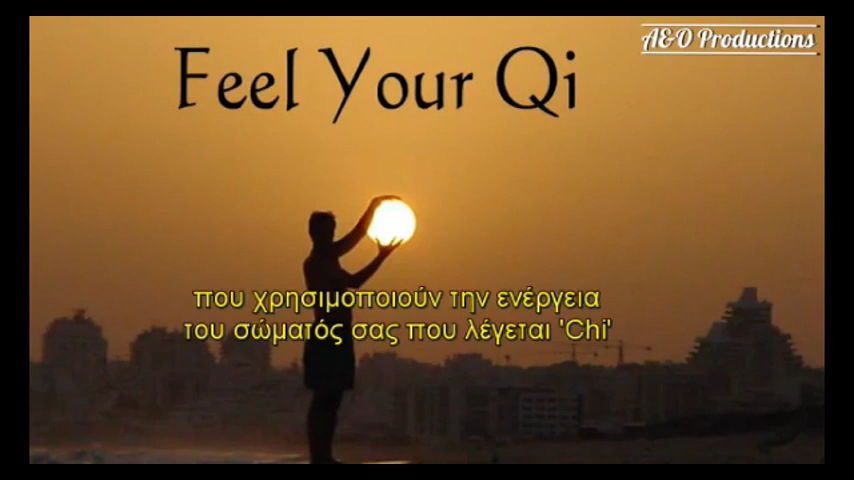 A&O Productions
Feel Your Qi
που χρησιμοποιούν την ενέργεια
του σώματός σας που λέγεται 'Chi'